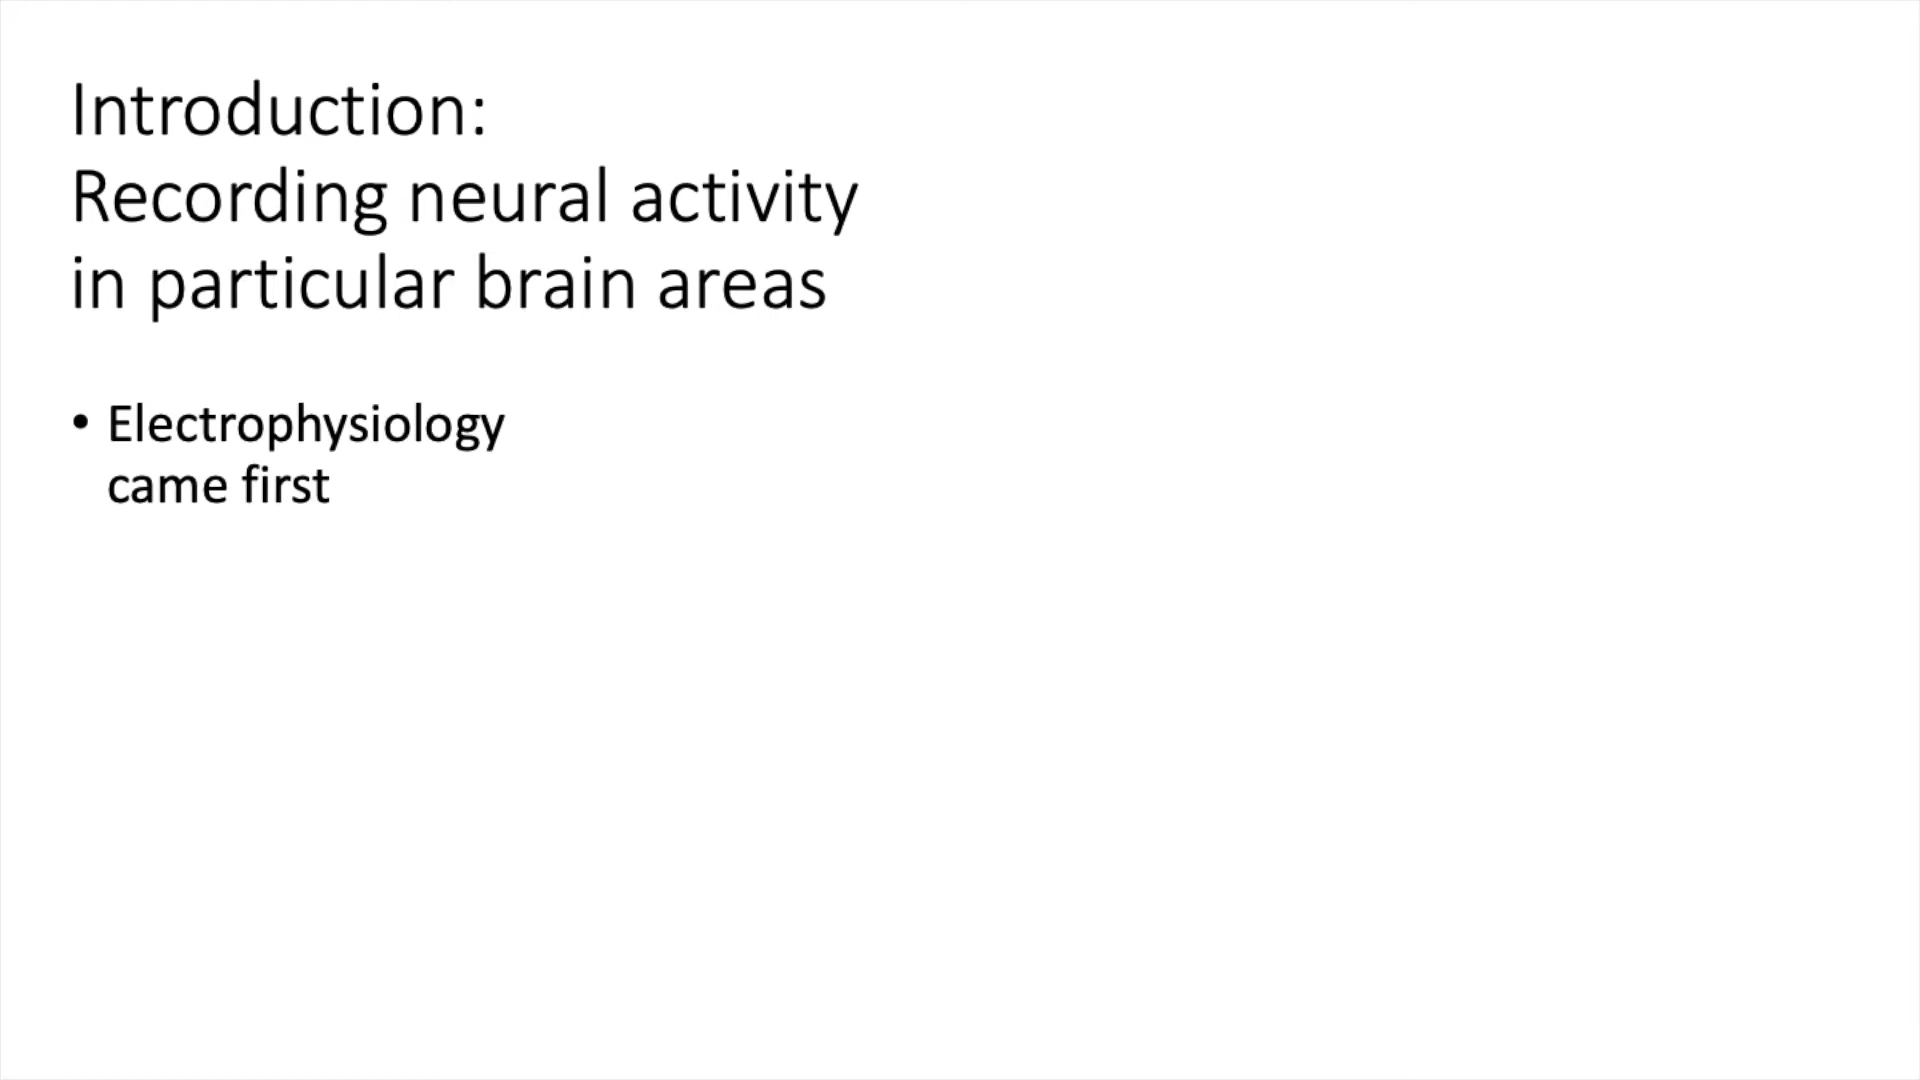 Introduction:
Recording neural activity
in particular brain areas
• Electrophysiology
came first